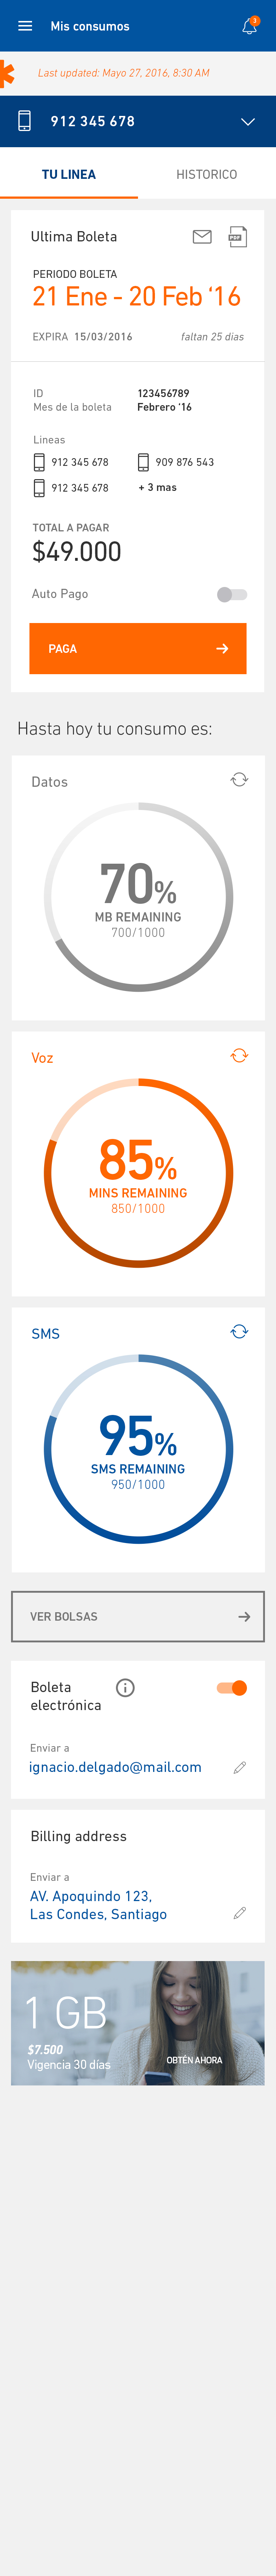 Mis consumos
3
Last updated: Mayo 27, 2016, 8:30 AM
912 345 678
TU LINEA
HISTORICO
Ultima Boleta
PDF
PERIODO BOLETA
21 Ene - 20 Feb ‘16
EXPIRA 15/03/2016
faltan 25 dias
ID
123456789
Mes de la boleta
Febrero ‘16
Lineas
912 345 678
909 876 543
912 345 678
+ 3 mas
TOTAL A PAGAR
$49.000
Auto Pago
PAGA
Hasta hoy tu consumo es:
Datos
70%
MB REMAINING
700/1000
Voz
85%
MINS REMAINING
850/1000
SMS
95%
SMS REMAINING
950/1000
VER BOLSAS
Boleta
electrónica
Enviar a
ignacio.delgado@mail.com
Billing address
Enviar a
AV. Apoquindo 123,
Las Condes, Santiago
1 GB
$7.500
Vigencia 30 días
OBTÉN AHORA